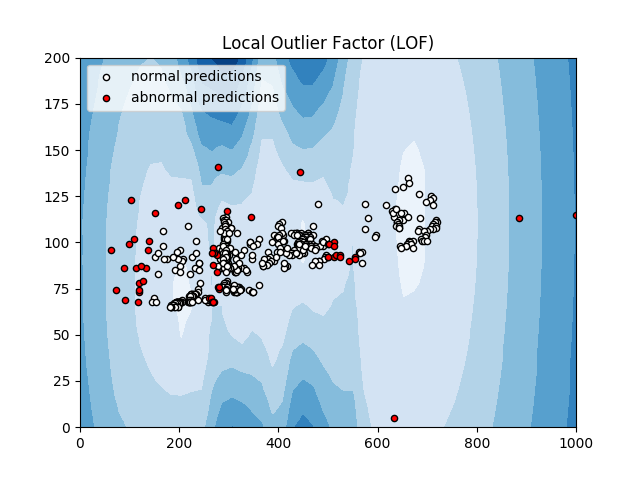 Local Outlier Factor (LOF)
normal predictions
abnormal predictions
200
175
150
125
100
75
50
25
0
0 200 400 600 800 1000